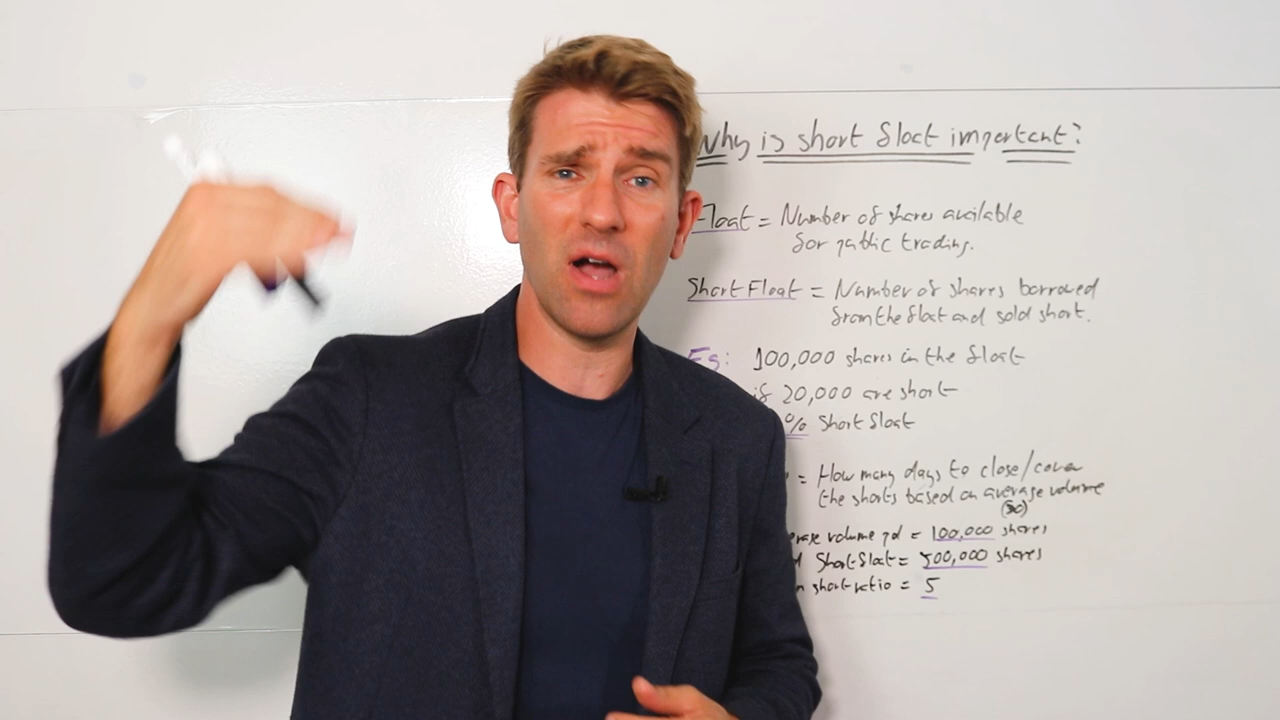 Why is short float important?
Float = Number of shares available
for public trading.
Short Float = Number of shares borrowed
from the float and sold short.
Eg: 100,000 shares in the float
if 20,000 are short
% Short float
= How many days to close/cover
the shorts based on average volume
(30)
erage volume pd = 100,000 shares
d Short float = 500,000 shares
n short ratio = 5